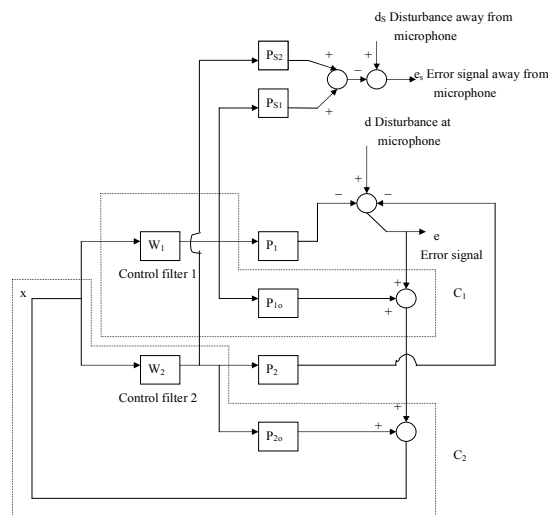 ds Disturbance away from
microphone
PS2
+
+
−
es Error signal away from
microphone
PS1
+
d Disturbance at
microphone
+
−
−
W1
P1
e
Error signal
Control filter 1
x
+
P1o
+
C1
W2
P2
Control filter 2
+
P2o
+
C2